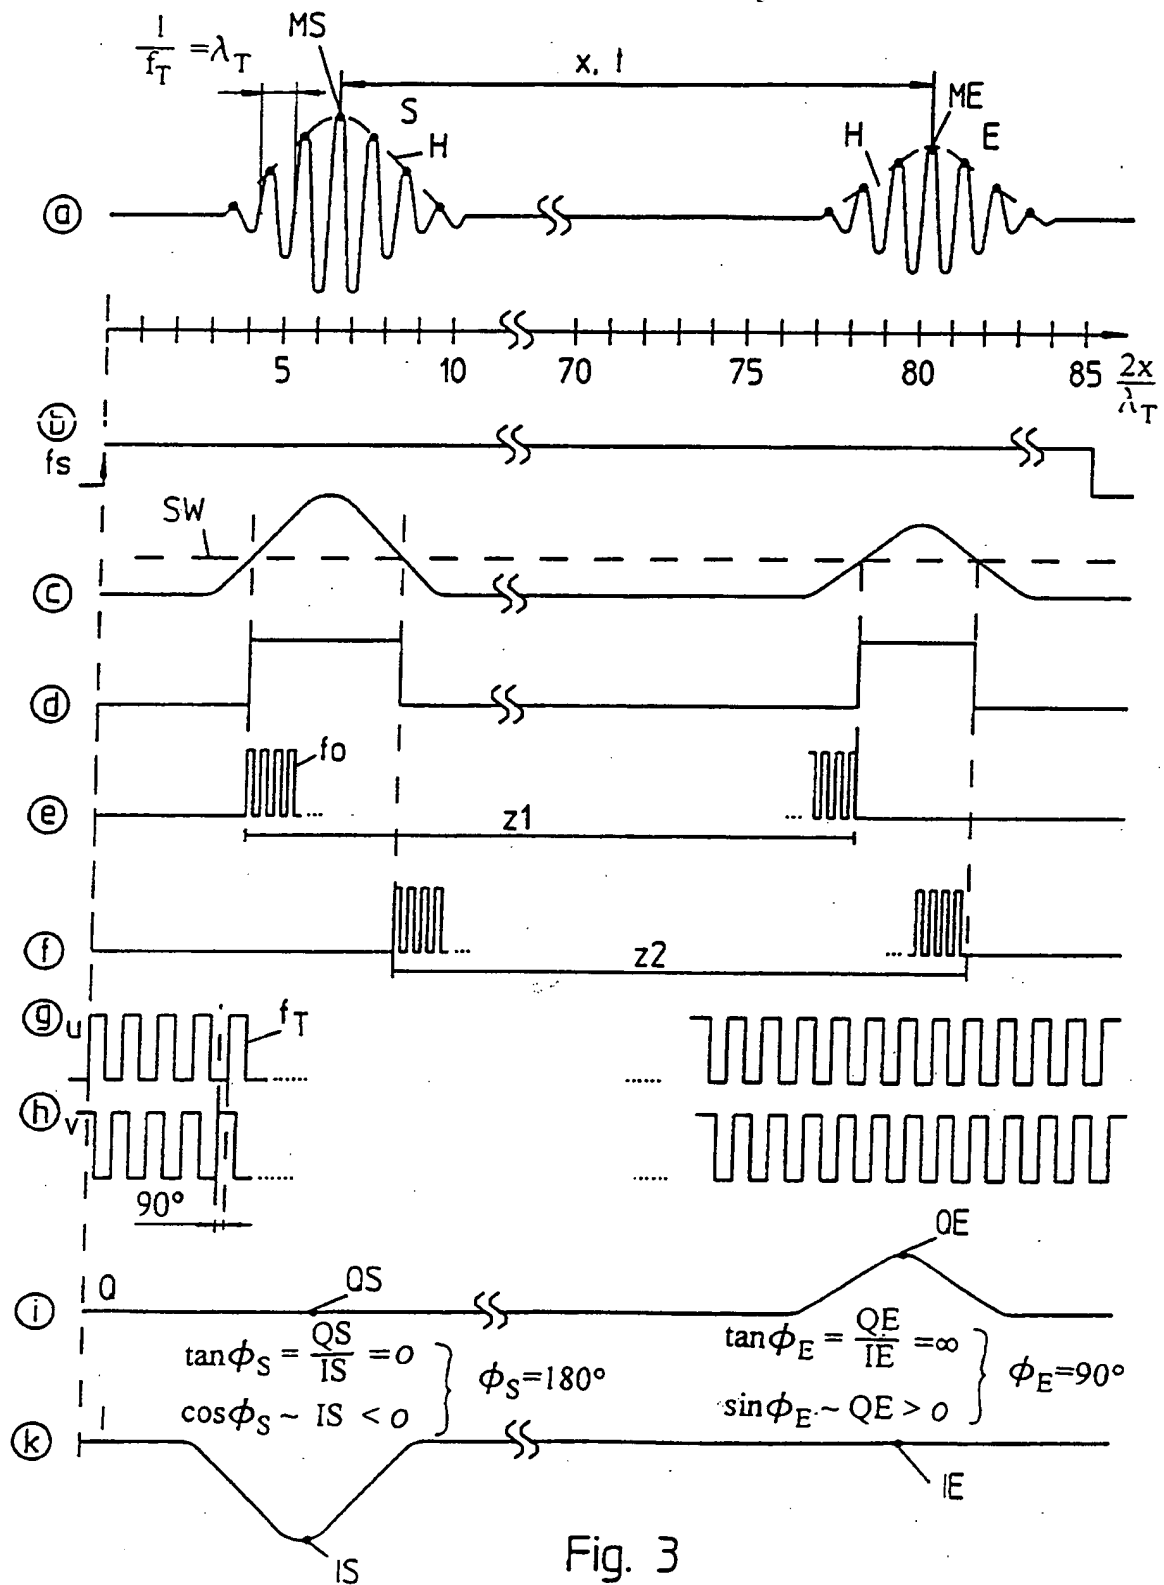 MS
1/f_T = λ_T
x, t
ME
S
H
H
E
ⓐ
5 10 70 75 80 85 2x/λ_T
ⓑ
fs
SW
ⓒ
ⓓ
fo
ⓔ
... ...
z1
ⓕ
... ...
z2
ⓖ u
f_T
...... ......
ⓗ v
...... ......
90°
QE
Q
QS
ⓘ
tanϕ_S = QS/IS = 0
cosϕ_S ~ IS < 0
} ϕ_S=180°
tanϕ_E = QE/IE = ∞
sinϕ_E ~ QE > 0
} ϕ_E=90°
I
ⓚ
IE
IS
Fig. 3